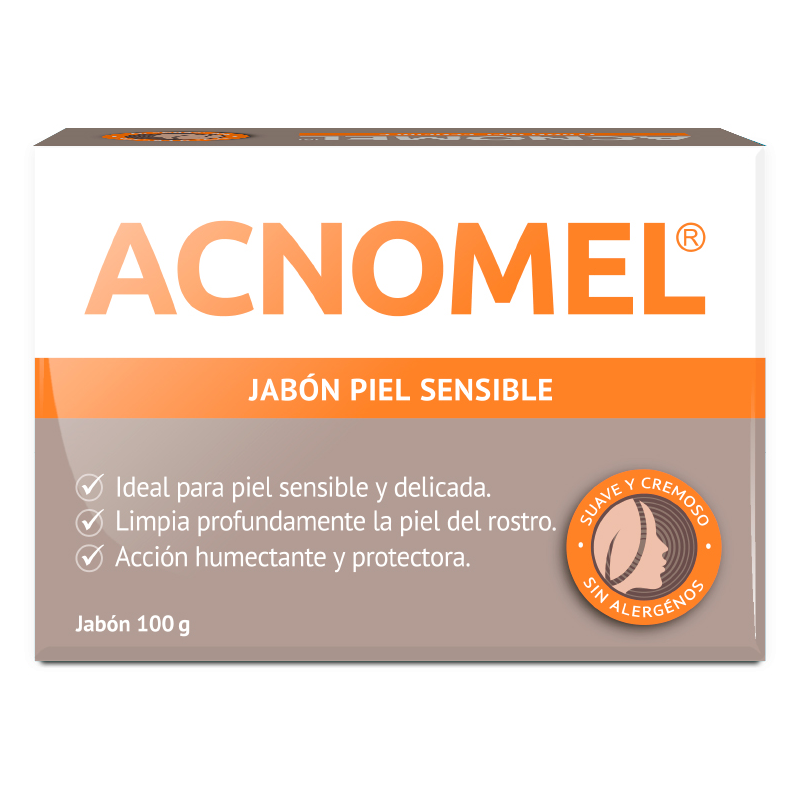 ACNOMEL
ACNOMEL®
JABÓN PIEL SENSIBLE
Ideal para piel sensible y delicada.
Limpia profundamente la piel del rostro.
Acción humectante y protectora.
SUAVE Y CREMOSO
SIN ALERGÉNOS
Jabón 100 g